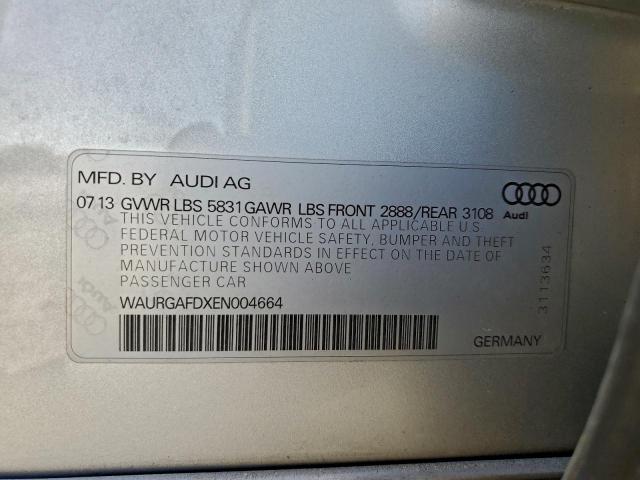 MFD. BY AUDI AG
07 13 GVWR LBS 5831 GAWR LBS FRONT 2888/REAR 3108
THIS VEHICLE CONFORMS TO ALL APPLICABLE U S
FEDERAL MOTOR VEHICLE SAFETY, BUMPER AND THEFT
PREVENTION STANDARDS IN EFFECT ON THE DATE OF
MANUFACTURE SHOWN ABOVE
PASSENGER CAR
WAURGAFDXEN004664
Audi
3113634
GERMANY
Audi